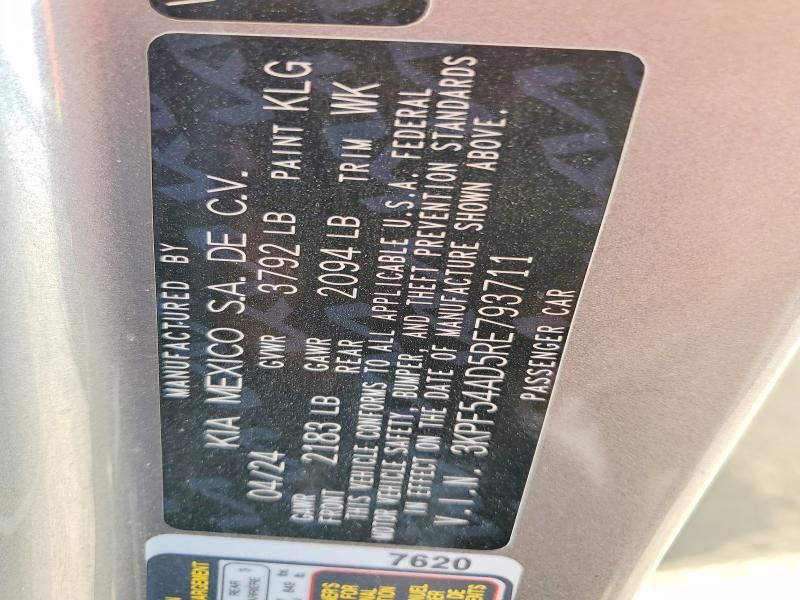 MANUFACTURED BY
KIA MEXICO S.A. DE C.V.
04/24 GVWR 3792 LB PAINT KLG
GAWR FRONT 2183 LB GAWR REAR 2094 LB TRIM WK
THIS VEHICLE CONFORMS TO ALL APPLICABLE U.S.A. FEDERAL
MOTOR VEHICLE SAFETY, BUMPER, AND THEFT PREVENTION STANDARDS
IN EFFECT ON THE DATE OF MANUFACTURE SHOWN ABOVE.
V.I.N. 3KPF54AD5RE793711
PASSENGER CAR
7620
REAR